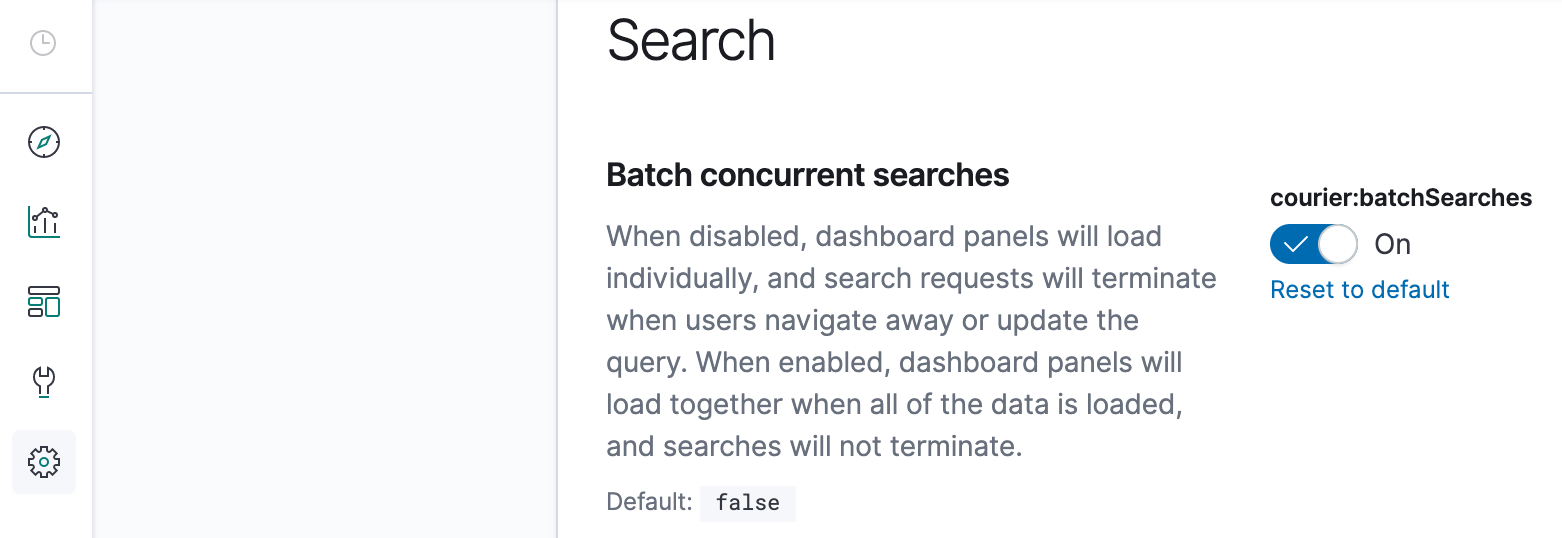 Search
Batch concurrent searches
When disabled, dashboard panels will load
individually, and search requests will terminate
when users navigate away or update the
query. When enabled, dashboard panels will
load together when all of the data is loaded,
and searches will not terminate.
Default: false
courier:batchSearches
On
Reset to default